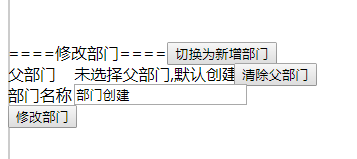 ====修改部门====切换为新增部门
父部门 未选择父部门,默认创建清除父部门
部门名称部门创建
修改部门